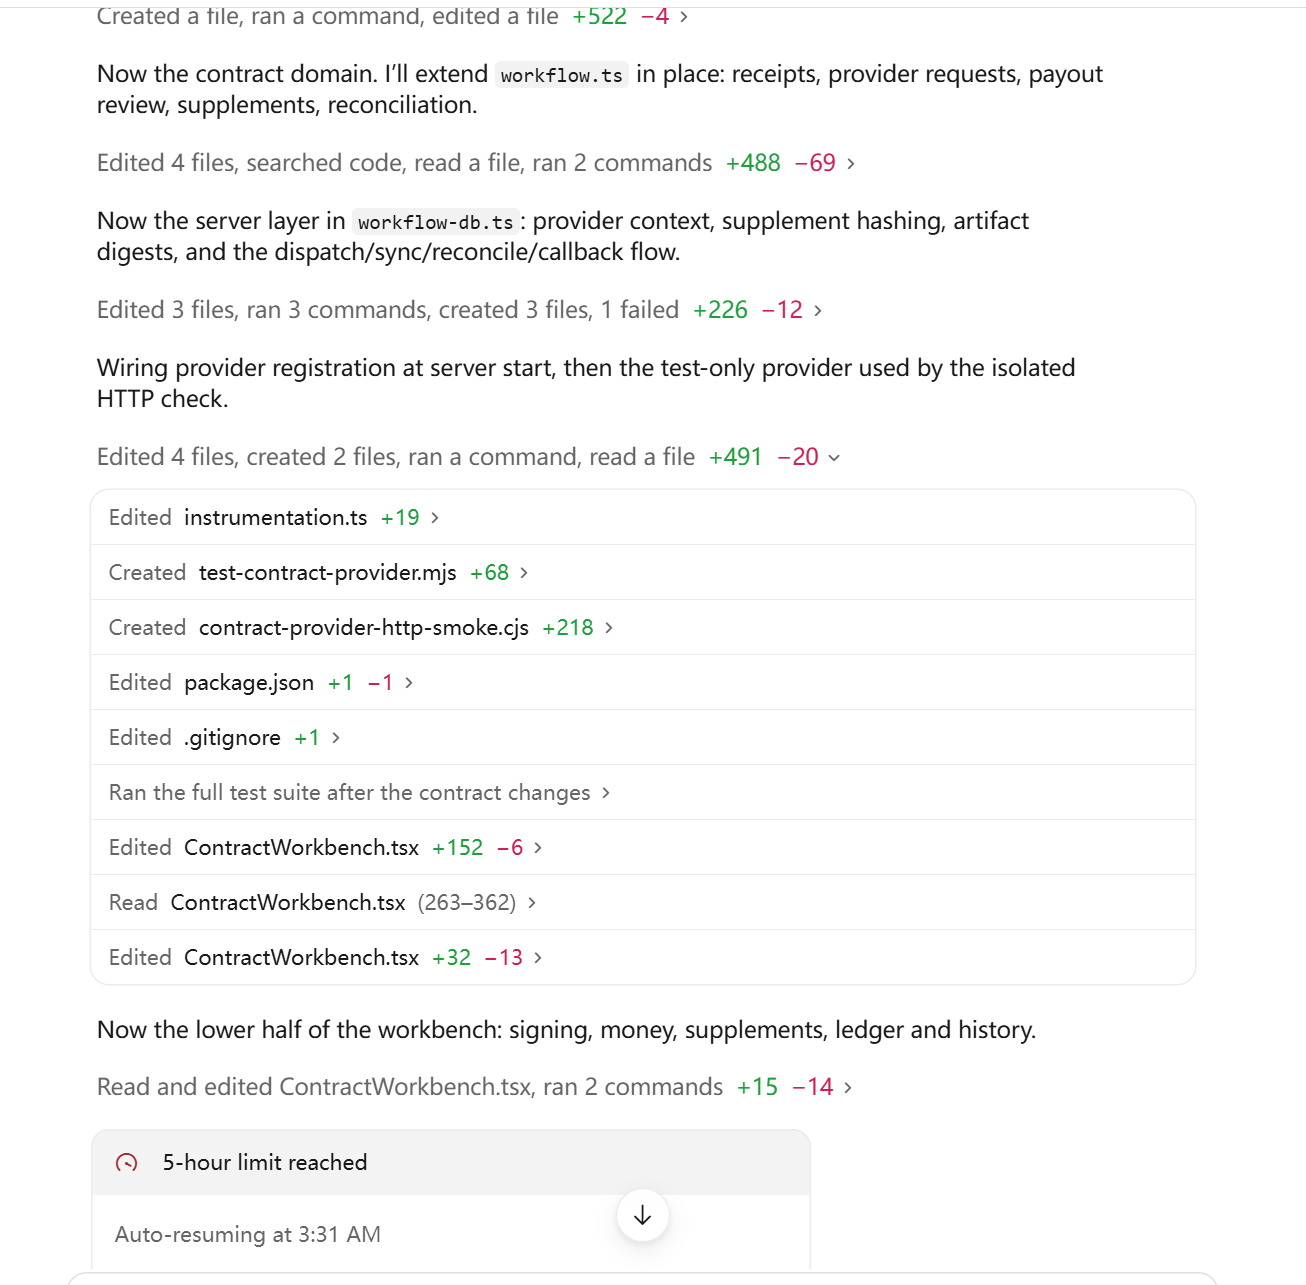 Created a file, ran a command, edited a file +522 −4 >
Now the contract domain. I’ll extend workflow.ts in place: receipts, provider requests, payout
review, supplements, reconciliation.
Edited 4 files, searched code, read a file, ran 2 commands +488 −69 >
Now the server layer in workflow-db.ts: provider context, supplement hashing, artifact
digests, and the dispatch/sync/reconcile/callback flow.
Edited 3 files, ran 3 commands, created 3 files, 1 failed +226 −12 >
Wiring provider registration at server start, then the test-only provider used by the isolated
HTTP check.
Edited 4 files, created 2 files, ran a command, read a file +491 −20
Edited instrumentation.ts +19 >
Created test-contract-provider.mjs +68 >
Created contract-provider-http-smoke.cjs +218 >
Edited package.json +1 −1 >
Edited .gitignore +1 >
Ran the full test suite after the contract changes >
Edited ContractWorkbench.tsx +152 −6 >
Read ContractWorkbench.tsx (263–362) >
Edited ContractWorkbench.tsx +32 −13 >
Now the lower half of the workbench: signing, money, supplements, ledger and history.
Read and edited ContractWorkbench.tsx, ran 2 commands +15 −14 >
5-hour limit reached
Auto-resuming at 3:31 AM